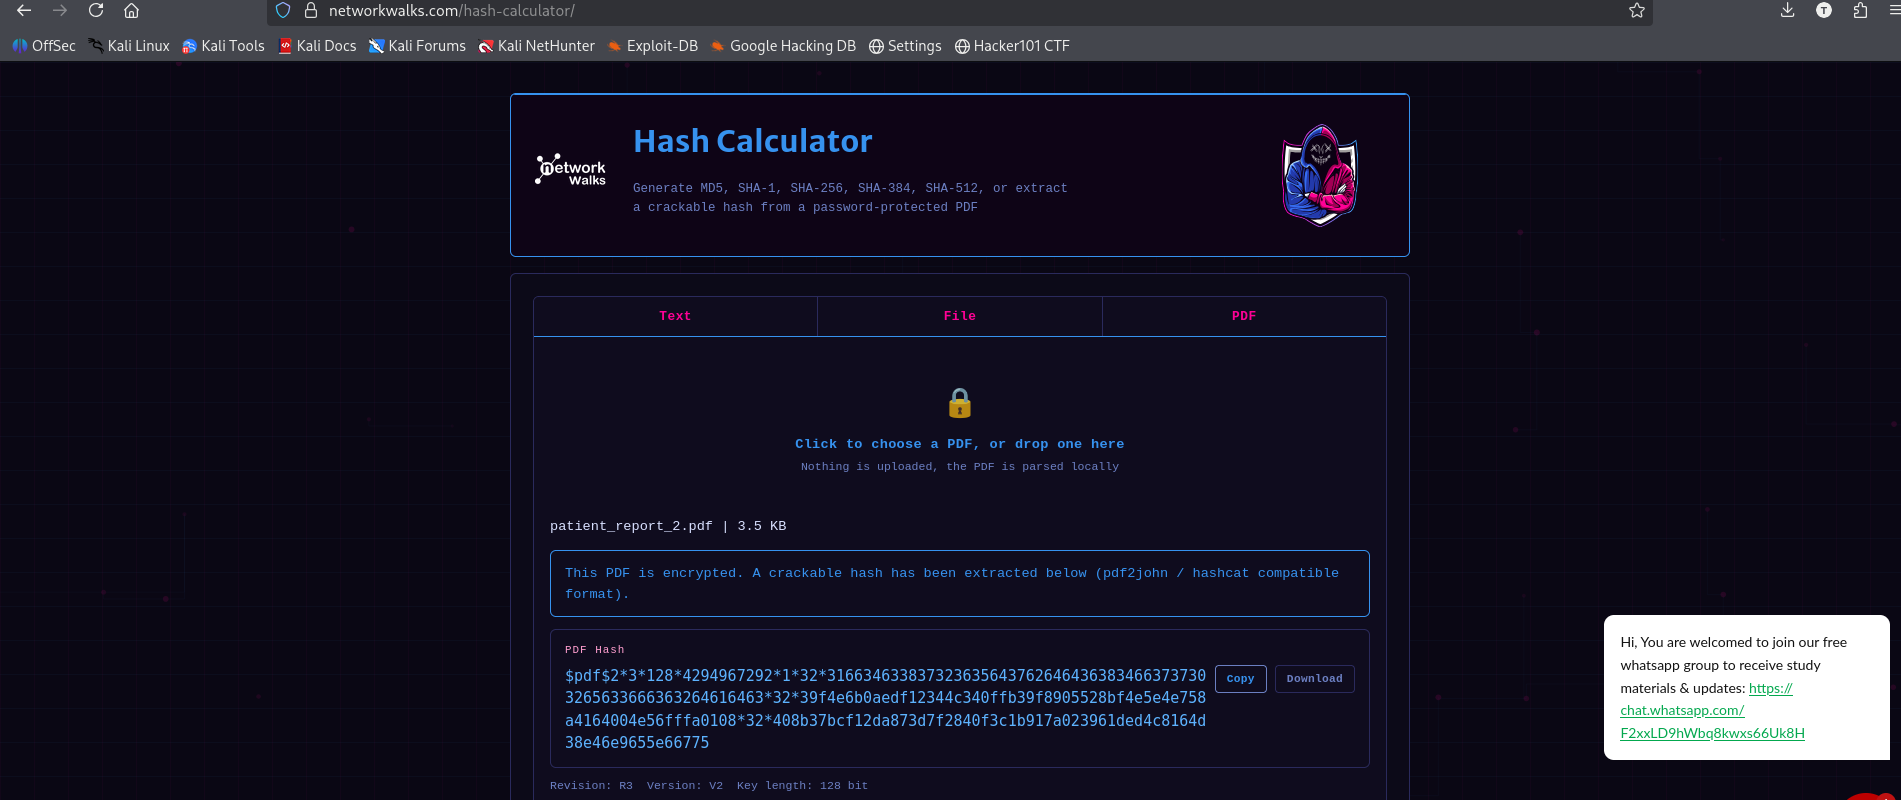 networkwalks.com/hash-calculator/
T
OffSec Kali Linux Kali Tools Kali Docs Kali Forums Kali NetHunter Exploit-DB Google Hacking DB Settings Hacker101 CTF
network
Walks
Hash Calculator
Generate MD5, SHA-1, SHA-256, SHA-384, SHA-512, or extract
a crackable hash from a password-protected PDF
Text File PDF
Click to choose a PDF, or drop one here
Nothing is uploaded, the PDF is parsed locally
patient_report_2.pdf | 3.5 KB
This PDF is encrypted. A crackable hash has been extracted below (pdf2john / hashcat compatible
format).
PDF Hash
$pdf$2*3*128*4294967292*1*32*316634633837323635643762646436383466373730
3265633666363264616463*32*39f4e6b0aedf12344c340ffb39f8905528bf4e5e4e758
a4164004e56fffa0108*32*408b37bcf12da873d7f2840f3c1b917a023961ded4c8164d
38e46e9655e66775
Copy Download
Revision: R3 Version: V2 Key length: 128 bit
Hi, You are welcomed to join our free
whatsapp group to receive study
materials & updates: https://
chat.whatsapp.com/
F2xxLD9hWbq8kwxs66Uk8H